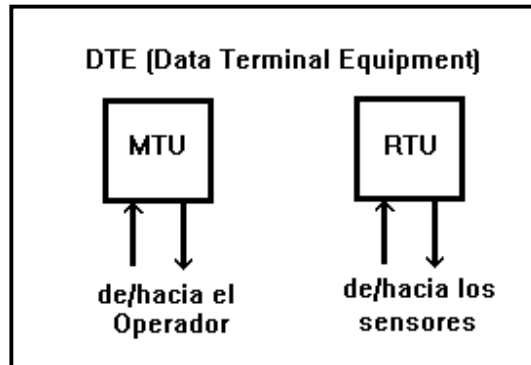 DTE (Data Terminal Equipment)
MTU
RTU
de/hacia el
Operador
de/hacia los
sensores